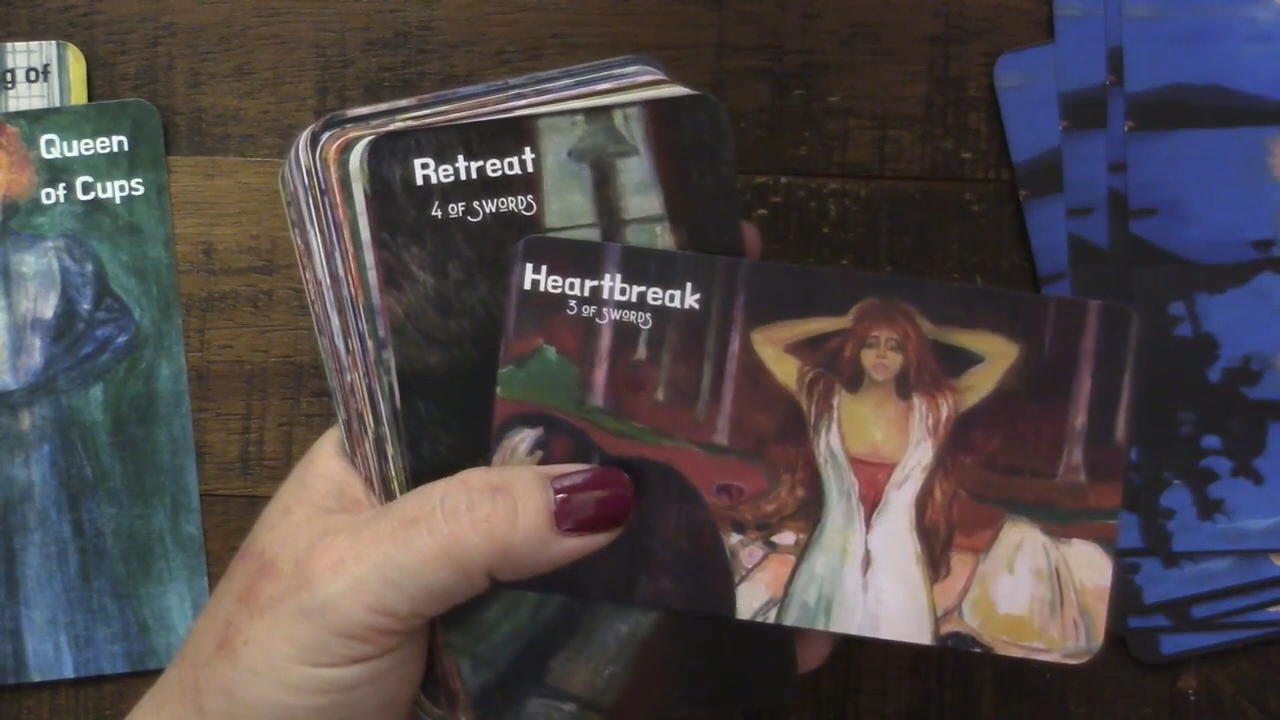 g of
Queen
of Cups
Retreat
4 OF SWORDS
Heartbreak
3 OF SWORDS